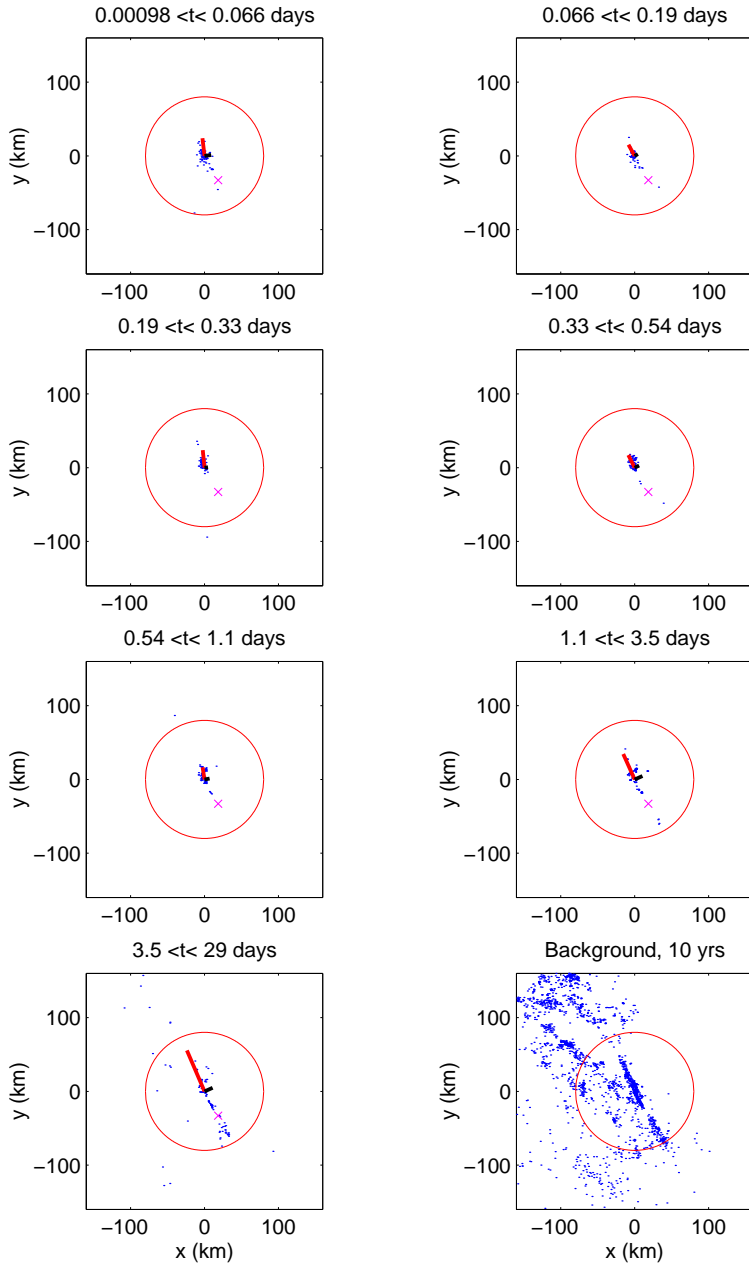 0.00098 <t< 0.066 days
0.066 <t< 0.19 days
y (km)
100
0
−100
−100 0 100
y (km)
100
0
−100
−100 0 100
0.19 <t< 0.33 days
0.33 <t< 0.54 days
y (km)
100
0
−100
−100 0 100
y (km)
100
0
−100
−100 0 100
0.54 <t< 1.1 days
1.1 <t< 3.5 days
y (km)
100
0
−100
−100 0 100
y (km)
100
0
−100
−100 0 100
3.5 <t< 29 days
Background, 10 yrs
y (km)
100
0
−100
−100 0 100
x (km)
y (km)
100
0
−100
−100 0 100
x (km)